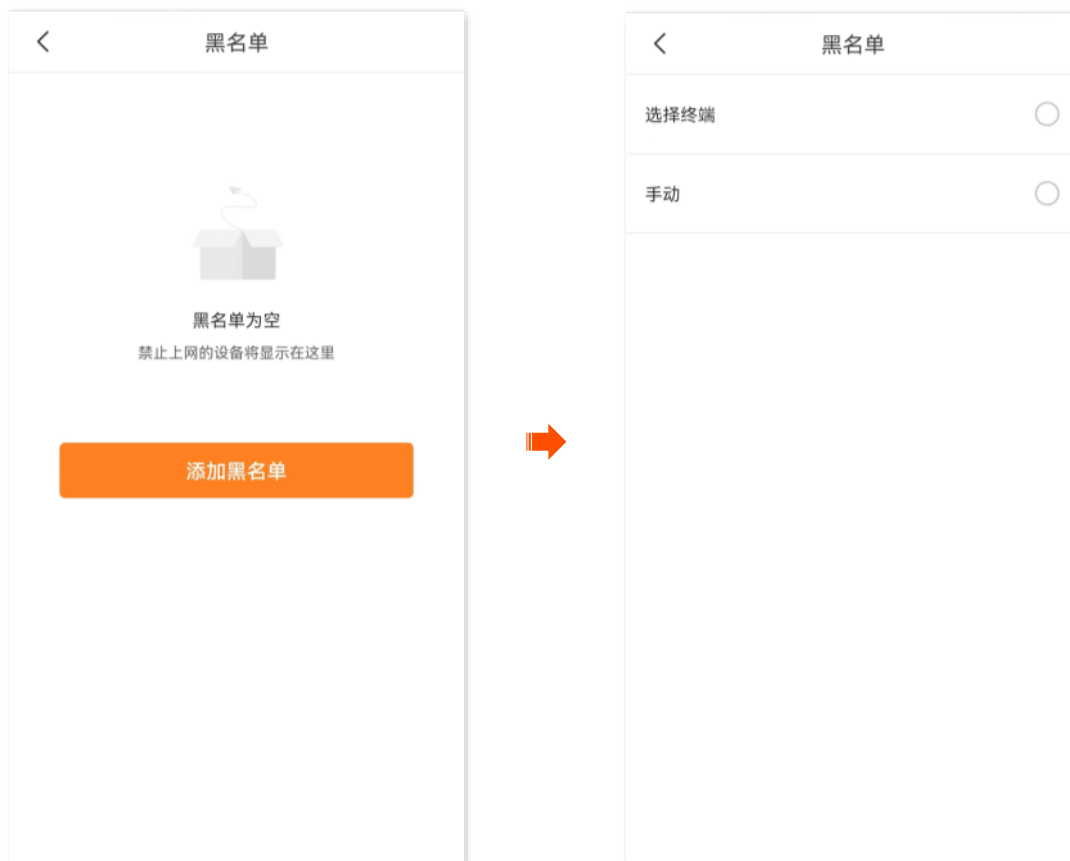 黑名单
黑名单为空
禁止上网的设备将显示在这里
添加黑名单
黑名单
选择终端
手动